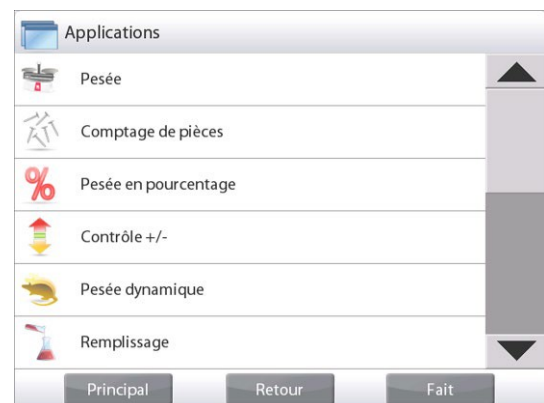 Applications
Pesée
Comptage de pièces
Pesée en pourcentage
Contrôle +/-
Pesée dynamique
Remplissage
Principal Retour Fait